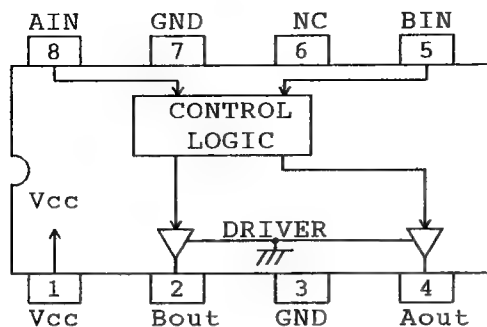 AIN GND NC BIN
8 7 6 5
CONTROL
LOGIC
Vcc
DRIVER
1 2 3 4
Vcc Bout GND Aout